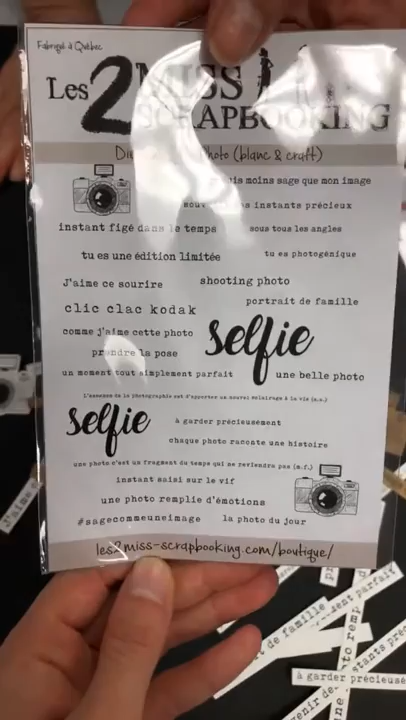 Fabriqué à Québec
Les 2 MISS
SCRAPBOOKING
photo (blanc & craft)
moins sage que mon image
instants précieux
instant figé dans le temps
sous tous les angles
tu es une édition limitée
tu es photogénique
J'aime ce sourire
shooting photo
portrait de famille
clic clac kodak
comme j'aime cette photo
selfie
prendre la pose
un moment tout simplement parfait
une belle photo
L'essence de la photographie est d'apporter un nouvel éclairage à la vie
selfie
à garder précieusement
chaque photo raconte une histoire
une photo c'est un fragment du temps qui ne reviendra pas (m.f.)
instant saisi sur le vif
une photo remplie d'émotions
#sagecommeuneimage
la photo du jour
les2miss-scrapbooking.com/boutique/
J'aime
de famille
parfait
à garder précieuse